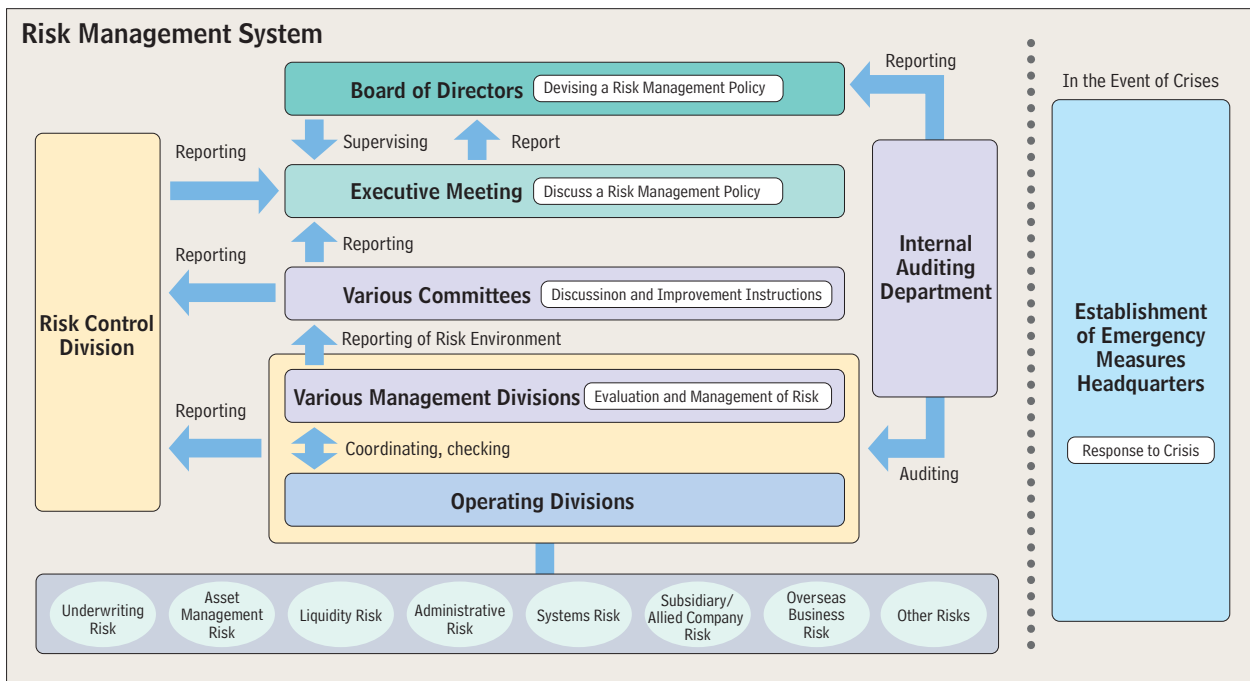 Risk Management System
Board of Directors
Devising a Risk Management Policy
Reporting
In the Event of Crises
Supervising
Report
Reporting
Executive Meeting
Discuss a Risk Management Policy
Reporting
Reporting
Internal
Auditing
Department
Various Committees
Discussinon and Improvement Instructions
Risk Control
Division
Reporting of Risk Environment
Establishment
of Emergency
Measures
Headquarters
Various Management Divisions
Evaluation and Management of Risk
Reporting
Coordinating, checking
Response to Crisis
Auditing
Operating Divisions
Underwriting
Risk
Asset
Management
Risk
Liquidity Risk
Administrative
Risk
Systems Risk
Subsidiary/
Allied Company
Risk
Overseas
Business
Risk
Other Risks